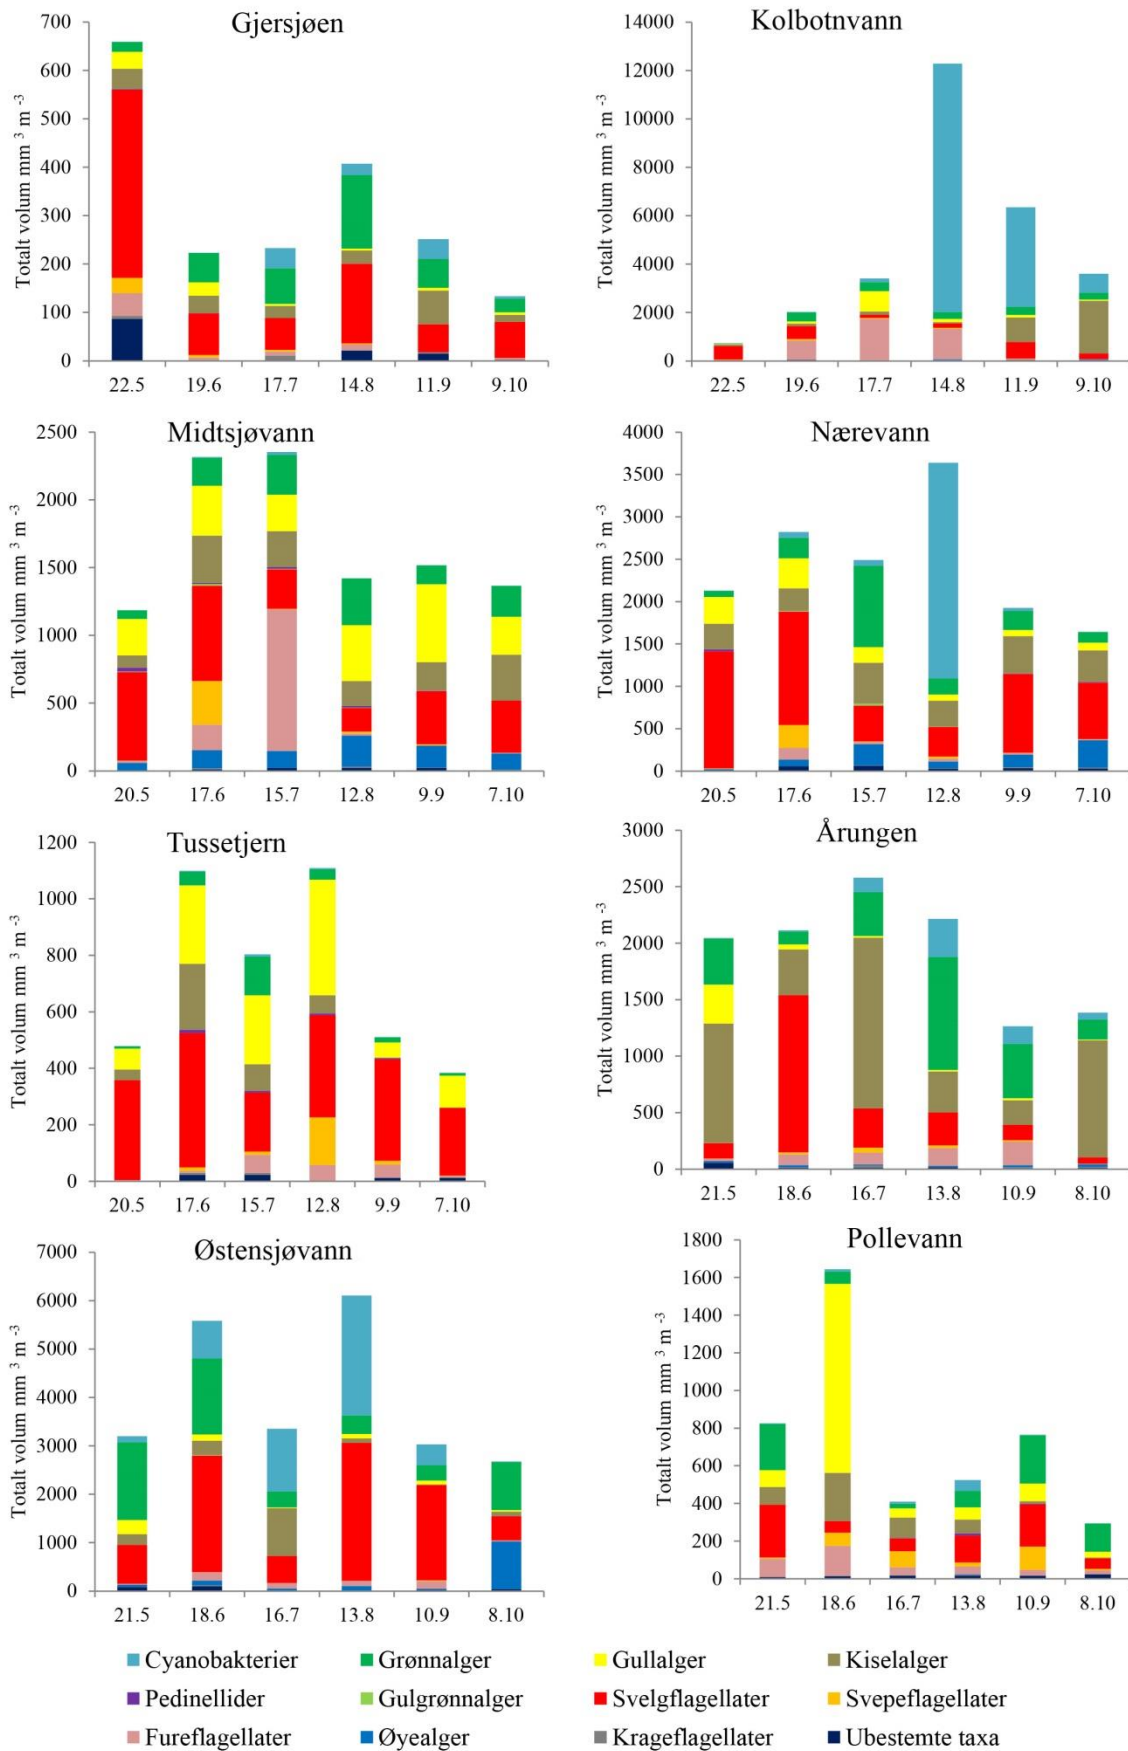 Gjersjøen
Totalt volum mm ³ m ⁻³
700
600
500
400
300
200
100
0
22.5 19.6 17.7 14.8 11.9 9.10
Kolbotnvann
Totalt volum mm ³ m ⁻³
14000
12000
10000
8000
6000
4000
2000
0
22.5 19.6 17.7 14.8 11.9 9.10
Midtsjøvann
Totalt volum mm ³ m ⁻³
2500
2000
1500
1000
500
0
20.5 17.6 15.7 12.8 9.9 7.10
Nærevann
Totalt volum mm ³ m ⁻³
4000
3500
3000
2500
2000
1500
1000
500
0
20.5 17.6 15.7 12.8 9.9 7.10
Tussetjern
Totalt volum mm ³ m ⁻³
1200
1000
800
600
400
200
0
20.5 17.6 15.7 12.8 9.9 7.10
Årungen
Totalt volum mm ³ m ⁻³
3000
2500
2000
1500
1000
500
0
21.5 18.6 16.7 13.8 10.9 8.10
Østensjøvann
Totalt volum mm ³ m ⁻³
7000
6000
5000
4000
3000
2000
1000
0
21.5 18.6 16.7 13.8 10.9 8.10
Pollevann
Totalt volum mm ³ m ⁻³
1800
1600
1400
1200
1000
800
600
400
200
0
21.5 18.6 16.7 13.8 10.9 8.10
Cyanobakterier Grønnalger Gullalger Kiselalger
Pedinellider Gulgrønnalger Svelgflagellater Svepeflagellater
Fureflagellater Øyealger Krageflagellater Ubestemte taxa